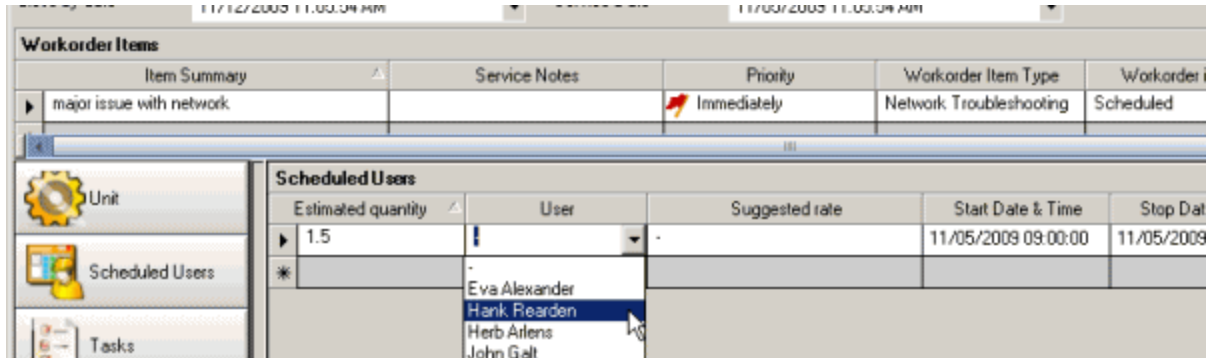 11/12/2009 11:05:54 AM 11/05/2009 11:05:54 AM
Workorder Items
Item Summary Service Notes Priority Workorder Item Type Workorder i
major issue with network Immediately Network Troubleshooting Scheduled
Unit
Scheduled Users
Estimated quantity User Suggested rate Start Date & Time Stop Dat
1.5 - - 11/05/2009 09:00:00 11/05/2009
Scheduled Users
-
Eva Alexander
Hank Rearden
Herb Arlens
Tasks
John Galt